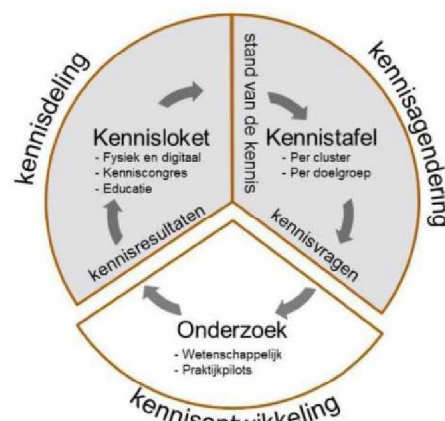 kennisdeling
Kennisloket
- Fysiek en digitaal
- Kenniscongres
- Educatie
kennisresultaten
stand van de kennis
kennisagendering
Kennistafel
- Per cluster
- Per doelgroep
kennisvragen
Onderzoek
- Wetenschappelijk
- Praktijkpilots
kennisontwikkeling